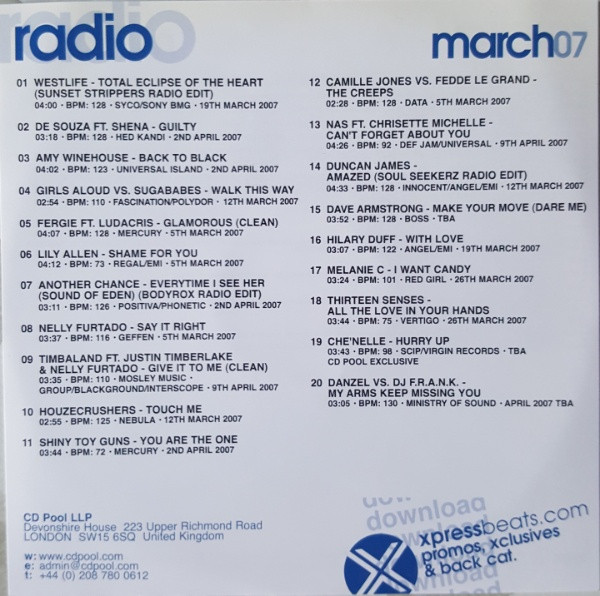 radio
march07
01 WESTLIFE - TOTAL ECLIPSE OF THE HEART
(SUNSET STRIPPERS RADIO EDIT)
04:00 · BPM: 128 · SYCO/SONY BMG · 19TH MARCH 2007
02 DE SOUZA FT. SHENA - GUILTY
03:18 · BPM: 128 · HED KANDI · 2ND APRIL 2007
03 AMY WINEHOUSE - BACK TO BLACK
04:02 · BPM: 123 · UNIVERSAL ISLAND · 2ND APRIL 2007
04 GIRLS ALOUD VS. SUGABABES - WALK THIS WAY
02:54 · BPM: 110 · FASCINATION/POLYDOR · 12TH MARCH 2007
05 FERGIE FT. LUDACRIS - GLAMOROUS (CLEAN)
04:07 · BPM: 128 · MERCURY · 5TH MARCH 2007
06 LILY ALLEN - SHAME FOR YOU
04:12 · BPM: 73 · REGAL/EMI · 5TH MARCH 2007
07 ANOTHER CHANCE - EVERYTIME I SEE HER
(SOUND OF EDEN) (BODYROX RADIO EDIT)
03:11 · BPM: 126 · POSITIVA/PHONETIC · 2ND APRIL 2007
08 NELLY FURTADO - SAY IT RIGHT
03:37 · BPM: 116 · GEFFEN · 5TH MARCH 2007
09 TIMBALAND FT. JUSTIN TIMBERLAKE
& NELLY FURTADO - GIVE IT TO ME (CLEAN)
03:35 · BPM: 110 · MOSLEY MUSIC ·
GROUP/BLACKGROUND/INTERSCOPE · 9TH APRIL 2007
10 HOUZECRUSHERS - TOUCH ME
02:55 · BPM: 125 · NEBULA · 12TH MARCH 2007
11 SHINY TOY GUNS - YOU ARE THE ONE
03:44 · BPM: 72 · MERCURY · 2ND APRIL 2007
12 CAMILLE JONES VS. FEDDE LE GRAND -
THE CREEPS
02:28 · BPM: 128 · DATA · 5TH MARCH 2007
13 NAS FT. CHRISETTE MICHELLE -
CAN'T FORGET ABOUT YOU
04:26 · BPM: 92 · DEF JAM/UNIVERSAL · 9TH APRIL 2007
14 DUNCAN JAMES -
AMAZED (SOUL SEEKERZ RADIO EDIT)
04:33 · BPM: 128 · INNOCENT/ANGEL/EMI · 12TH MARCH 2007
15 DAVE ARMSTRONG - MAKE YOUR MOVE (DARE ME)
03:52 · BPM: 128 · BOSS · TBA
16 HILARY DUFF - WITH LOVE
03:07 · BPM: 122 · ANGEL/EMI · 19TH MARCH 2007
17 MELANIE C - I WANT CANDY
03:24 · BPM: 101 · RED GIRL · 26TH MARCH 2007
18 THIRTEEN SENSES -
ALL THE LOVE IN YOUR HANDS
03:44 · BPM: 75 · VERTIGO · 26TH MARCH 2007
19 CHE'NELLE - HURRY UP
03:43 · BPM: 98 · SCIP/VIRGIN RECORDS · TBA
CD POOL EXCLUSIVE
20 DANZEL VS. DJ F.R.A.N.K. -
MY ARMS KEEP MISSING YOU
03:05 · BPM: 130 · MINISTRY OF SOUND · APRIL 2007 TBA
CD Pool LLP
Devonshire House 223 Upper Richmond Road
LONDON SW15 6SQ United Kingdom
w: www.cdpool.com
e: admin@cdpool.com
t: +44 (0) 208 780 0612
download
download
download
X
xpressbeats.com
promos, xclusives
& back cat.